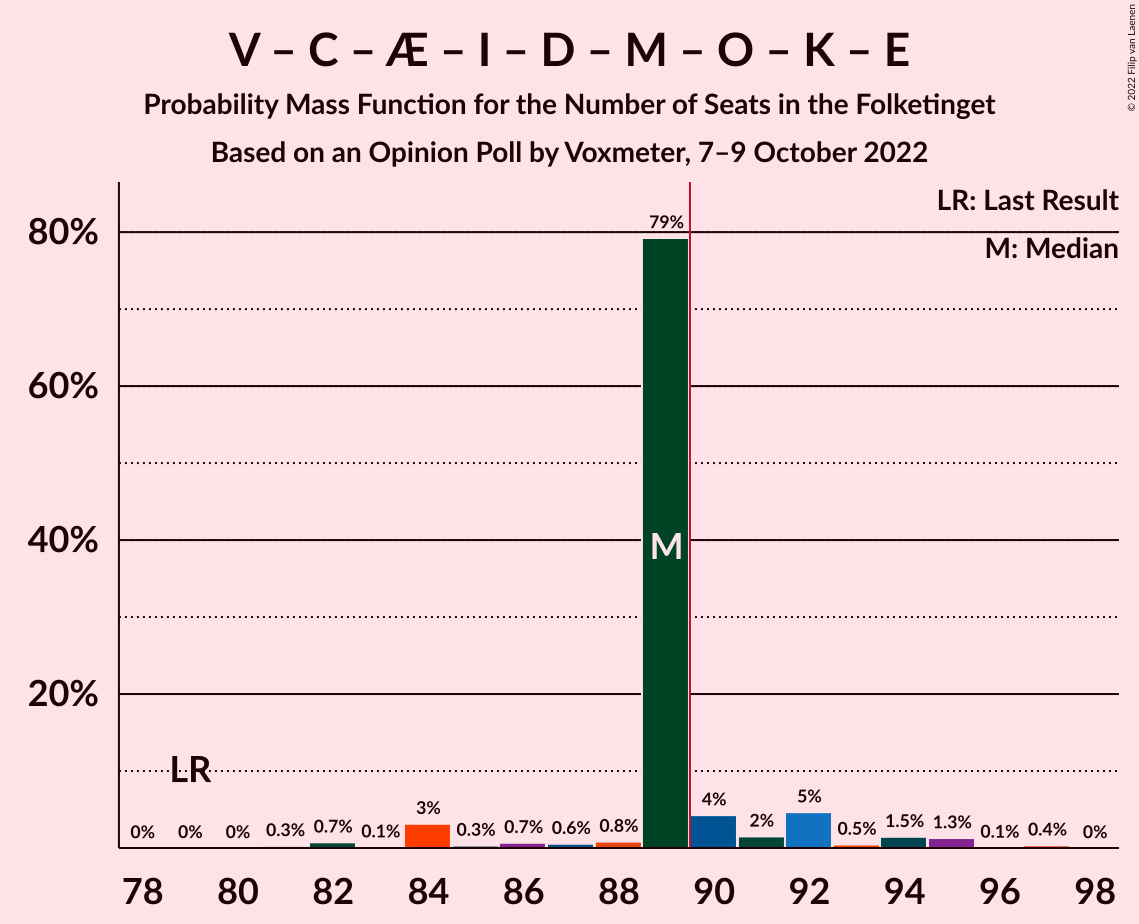 V – C – Æ – I – D – M – O – K – E
Probability Mass Function for the Number of Seats in the Folketinget
Based on an Opinion Poll by Voxmeter, 7–9 October 2022
© 2022 Filip van Laenen
LR: Last Result
M: Median
80%
60%
40%
20%
79%
M
LR
0% 0% 0% 0.3% 0.7% 0.1% 3% 0.3% 0.7% 0.6% 0.8% 4% 2% 5% 0.5% 1.5% 1.3% 0.1% 0.4% 0%
78 80 82 84 86 88 90 92 94 96 98